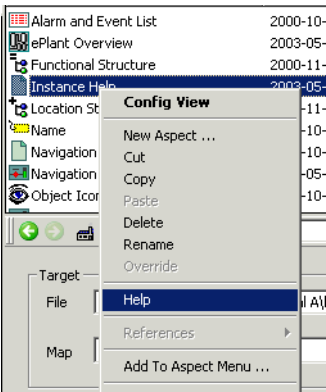 Alarm and Event List 2000-10-
ePlant Overview 2003-05-
Functional Structure 2000-11-
Instance Help 2003-05-
Location St -11-
Name -10-
Navigation -10-
Navigation -05-
Object Icor -10-
Config View
New Aspect ...
Cut
Copy
Paste
Delete
Rename
Override
Help
References
Add To Aspect Menu ...
Target
File l A\
Map